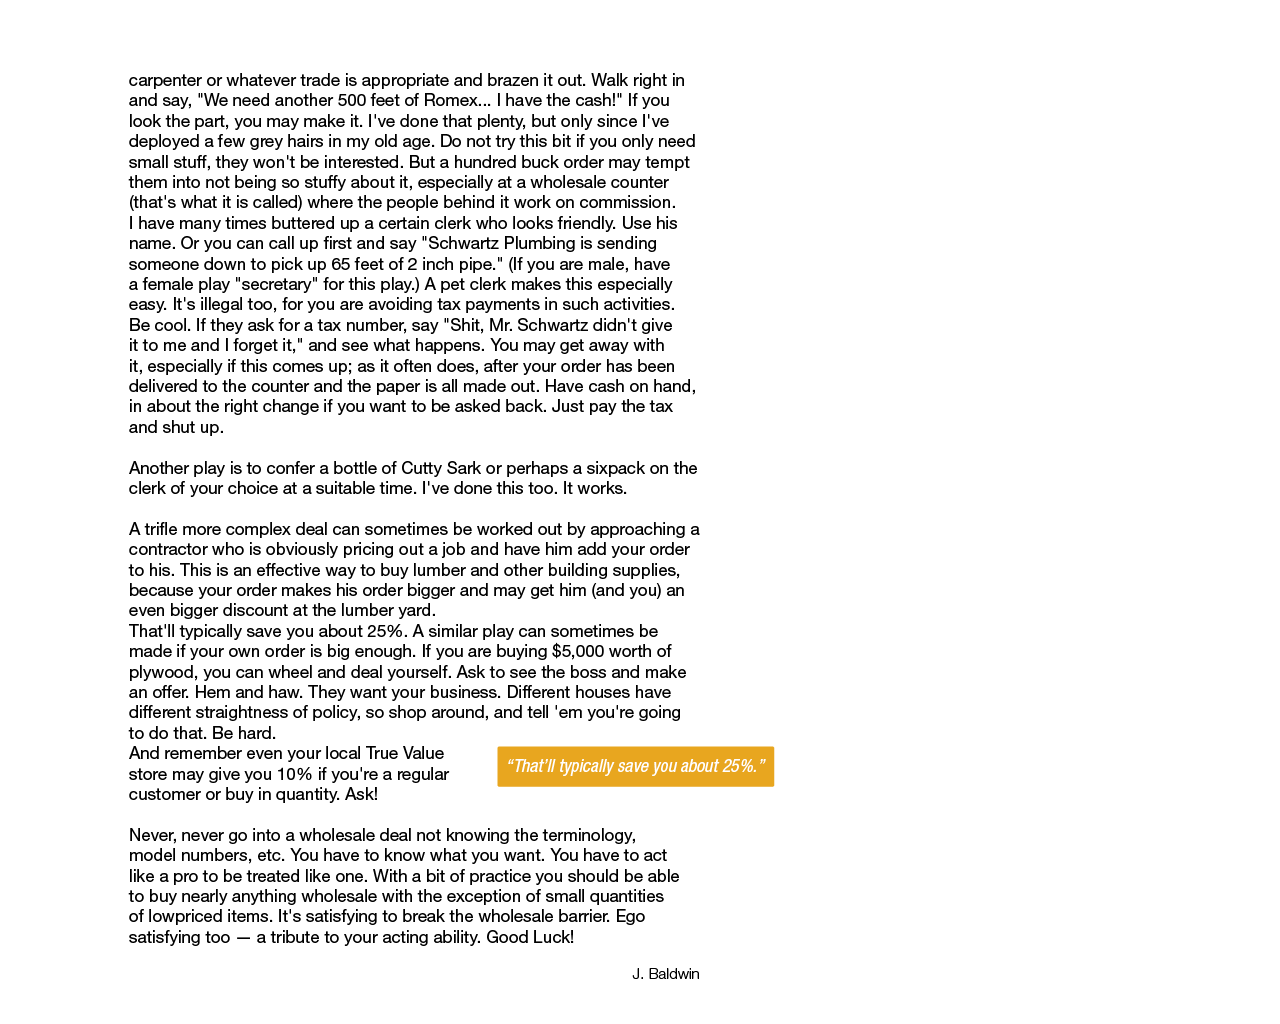 carpenter or whatever trade is appropriate and brazen it out. Walk right in
and say, "We need another 500 feet of Romex... I have the cash!" If you
look the part, you may make it. I've done that plenty, but only since I've
deployed a few grey hairs in my old age. Do not try this bit if you only need
small stuff, they won't be interested. But a hundred buck order may tempt
them into not being so stuffy about it, especially at a wholesale counter
(that's what it is called) where the people behind it work on commission.
I have many times buttered up a certain clerk who looks friendly. Use his
name. Or you can call up first and say "Schwartz Plumbing is sending
someone down to pick up 65 feet of 2 inch pipe." (If you are male, have
a female play "secretary" for this play.) A pet clerk makes this especially
easy. It's illegal too, for you are avoiding tax payments in such activities.
Be cool. If they ask for a tax number, say "Shit, Mr. Schwartz didn't give
it to me and I forget it," and see what happens. You may get away with
it, especially if this comes up; as it often does, after your order has been
delivered to the counter and the paper is all made out. Have cash on hand,
in about the right change if you want to be asked back. Just pay the tax
and shut up.

Another play is to confer a bottle of Cutty Sark or perhaps a sixpack on the
clerk of your choice at a suitable time. I've done this too. It works.

A trifle more complex deal can sometimes be worked out by approaching a
contractor who is obviously pricing out a job and have him add your order
to his. This is an effective way to buy lumber and other building supplies,
because your order makes his order bigger and may get him (and you) an
even bigger discount at the lumber yard.
That'll typically save you about 25%. A similar play can sometimes be
made if your own order is big enough. If you are buying $5,000 worth of
plywood, you can wheel and deal yourself. Ask to see the boss and make
an offer. Hem and haw. They want your business. Different houses have
different straightness of policy, so shop around, and tell 'em you're going
to do that. Be hard.
And remember even your local True Value
store may give you 10% if you're a regular
customer or buy in quantity. Ask!
“That’ll typically save you about 25%.”

Never, never go into a wholesale deal not knowing the terminology,
model numbers, etc. You have to know what you want. You have to act
like a pro to be treated like one. With a bit of practice you should be able
to buy nearly anything wholesale with the exception of small quantities
of lowpriced items. It's satisfying to break the wholesale barrier. Ego
satisfying too — a tribute to your acting ability. Good Luck!

J. Baldwin